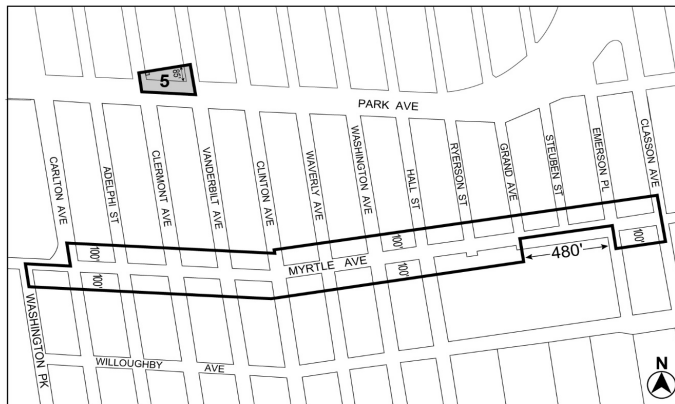 85'
5
PARK AVE
CARLTON AVE
ADELPHI ST
CLERMONT AVE
VANDERBILT AVE
CLINTON AVE
WAVERLY AVE
WASHINGTON AVE
HALL ST
RYERSON ST
GRAND AVE
STEUBEN ST
EMERSON PL
CLASSON AVE
100'
100'
100'
MYRTLE AVE
480'
100'
100'
WASHINGTON PK
WILLOUGHBY AVE
N